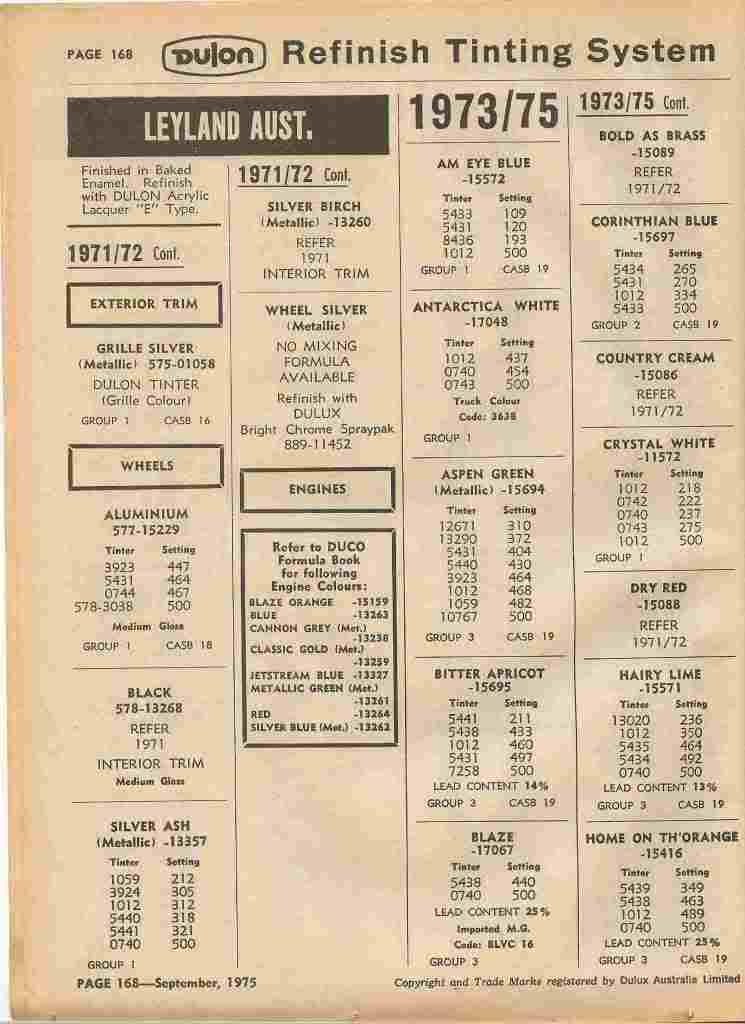 PAGE 168 DULON Refinish Tinting System
LEYLAND AUST.
Finished in Baked
Enamel. Refinish
with DULON Acrylic
Lacquer "E" Type.
1971/72 Cont.
EXTERIOR TRIM
GRILLE SILVER
(Metallic) 575-01058
DULON TINTER
(Grille Colour)
GROUP 1 CASB 16
WHEELS
ALUMINIUM
577-15229
Tinter Setting
3923 447
5431 464
0744 467
578-3038 500
Medium Gloss
GROUP 1 CASB 18
BLACK
578-13268
REFER
1971
INTERIOR TRIM
Medium Gloss
SILVER ASH
(Metallic) -13357
Tinter Setting
1059 212
3924 305
1012 312
5440 318
5441 321
0740 500
GROUP 1
1971/72 Cont.
SILVER BIRCH
(Metallic) -13260
REFER
1971
INTERIOR TRIM
WHEEL SILVER
(Metallic)
NO MIXING
FORMULA
AVAILABLE
Refinish with
DULUX
Bright Chrome Spraypak
889-11452
ENGINES
Refer to DUCO
Formula Book
for following
Engine Colours:
BLAZE ORANGE -15159
BLUE -13263
CANNON GREY (Met.)
-13238
CLASSIC GOLD (Met.)
-13259
JETSTREAM BLUE -13327
METALLIC GREEN (Met.)
-13261
RED -13264
SILVER BLUE (Met.) -13262
1973/75
AM EYE BLUE
-15572
Tinter Setting
5433 109
5431 120
8436 193
1012 500
GROUP 1 CASB 19
ANTARCTICA WHITE
-17048
Tinter Setting
1012 437
0740 454
0743 500
Truck Colour
Code: 3638
GROUP 1
ASPEN GREEN
(Metallic) -15694
Tinter Setting
12671 310
13290 372
5431 404
5440 430
3923 464
1012 468
1059 482
10767 500
GROUP 3 CASB 19
BITTER APRICOT
-15695
Tinter Setting
5441 211
5438 433
1012 460
5431 497
7258 500
LEAD CONTENT 14%
GROUP 3 CASB 19
BLAZE
-17067
Tinter Setting
5438 440
0740 500
LEAD CONTENT 25%
Imported M.G.
Code: BLVC 16
GROUP 3
1973/75 Cont.
BOLD AS BRASS
-15089
REFER
1971/72
CORINTHIAN BLUE
-15697
Tinter Setting
5434 265
5431 270
1012 334
5433 500
GROUP 2 CASB 19
COUNTRY CREAM
-15086
REFER
1971/72
CRYSTAL WHITE
-11572
Tinter Setting
1012 218
0742 222
0740 237
0743 275
1012 500
GROUP 1
DRY RED
-15088
REFER
1971/72
HAIRY LIME
-15571
Tinter Setting
13020 236
1012 350
5435 464
5434 492
0740 500
LEAD CONTENT 13%
GROUP 3 CASB 19
HOME ON TH'ORANGE
-15416
Tinter Setting
5439 349
5438 463
1012 489
0740 500
LEAD CONTENT 25%
GROUP 3 CASB 19
PAGE 168—September, 1975 Copyright and Trade Marks registered by Dulux Australia Limited